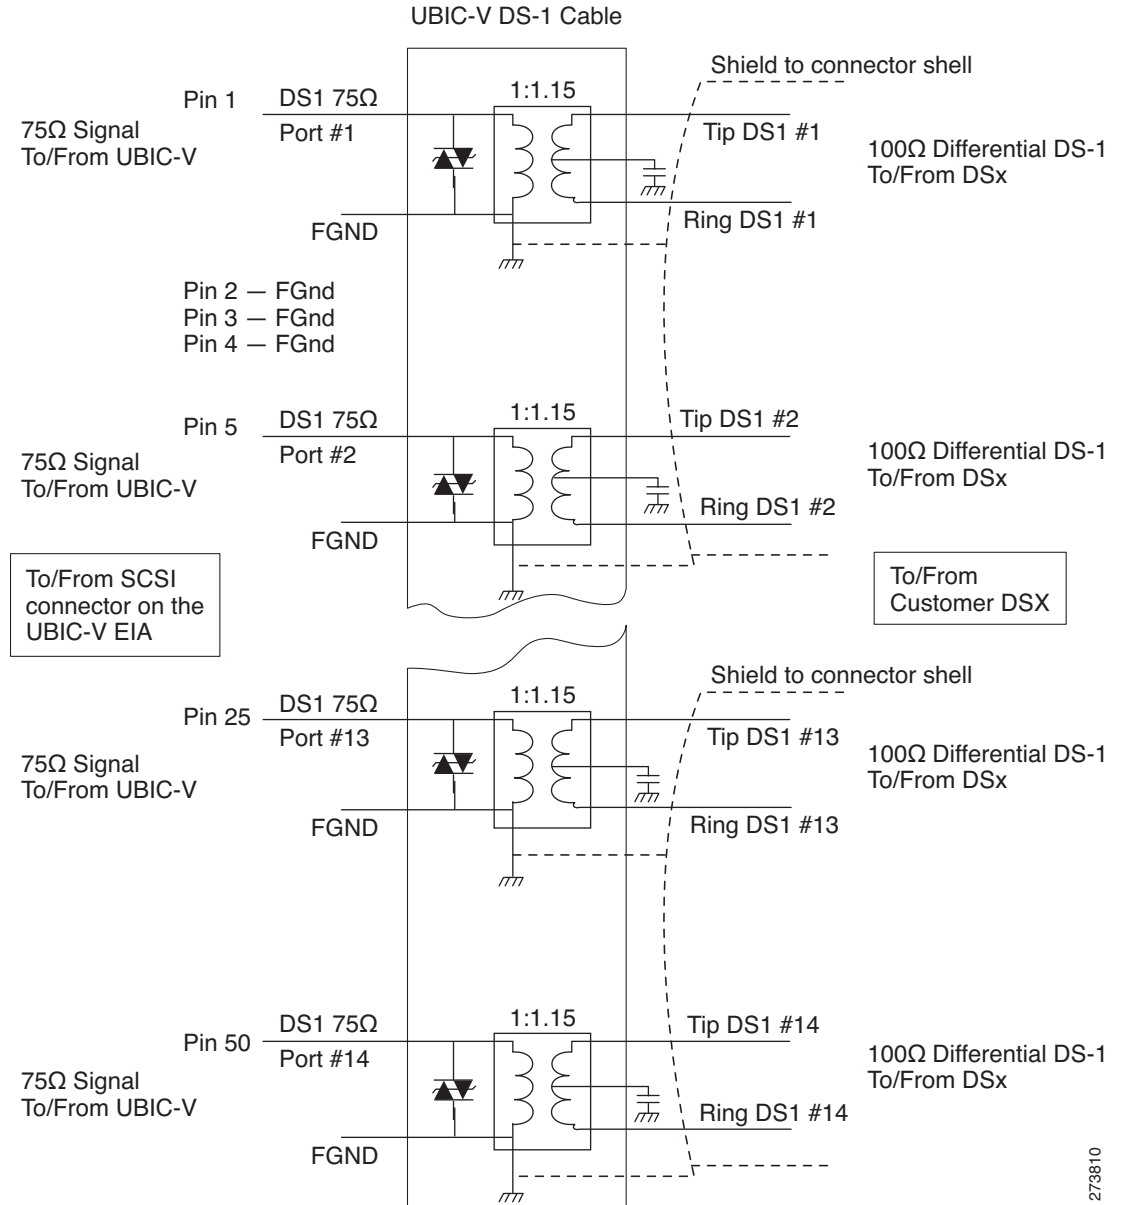 UBIC-V DS-1 Cable
Shield to connector shell
Pin 1
DS1 75Ω
1:1.15
Port #1
Tip DS1 #1
75Ω Signal
To/From UBIC-V
100Ω Differential DS-1
To/From DSx
FGND
Ring DS1 #1
Pin 2 — FGnd
Pin 3 — FGnd
Pin 4 — FGnd
Pin 5
DS1 75Ω
1:1.15
Tip DS1 #2
Port #2
75Ω Signal
To/From UBIC-V
100Ω Differential DS-1
To/From DSx
Ring DS1 #2
FGND
To/From SCSI
connector on the
UBIC-V EIA
To/From
Customer DSX
Shield to connector shell
Pin 25
DS1 75Ω
1:1.15
Port #13
Tip DS1 #13
75Ω Signal
To/From UBIC-V
100Ω Differential DS-1
To/From DSx
FGND
Ring DS1 #13
Pin 50
DS1 75Ω
1:1.15
Tip DS1 #14
Port #14
75Ω Signal
To/From UBIC-V
100Ω Differential DS-1
To/From DSx
Ring DS1 #14
FGND
273810